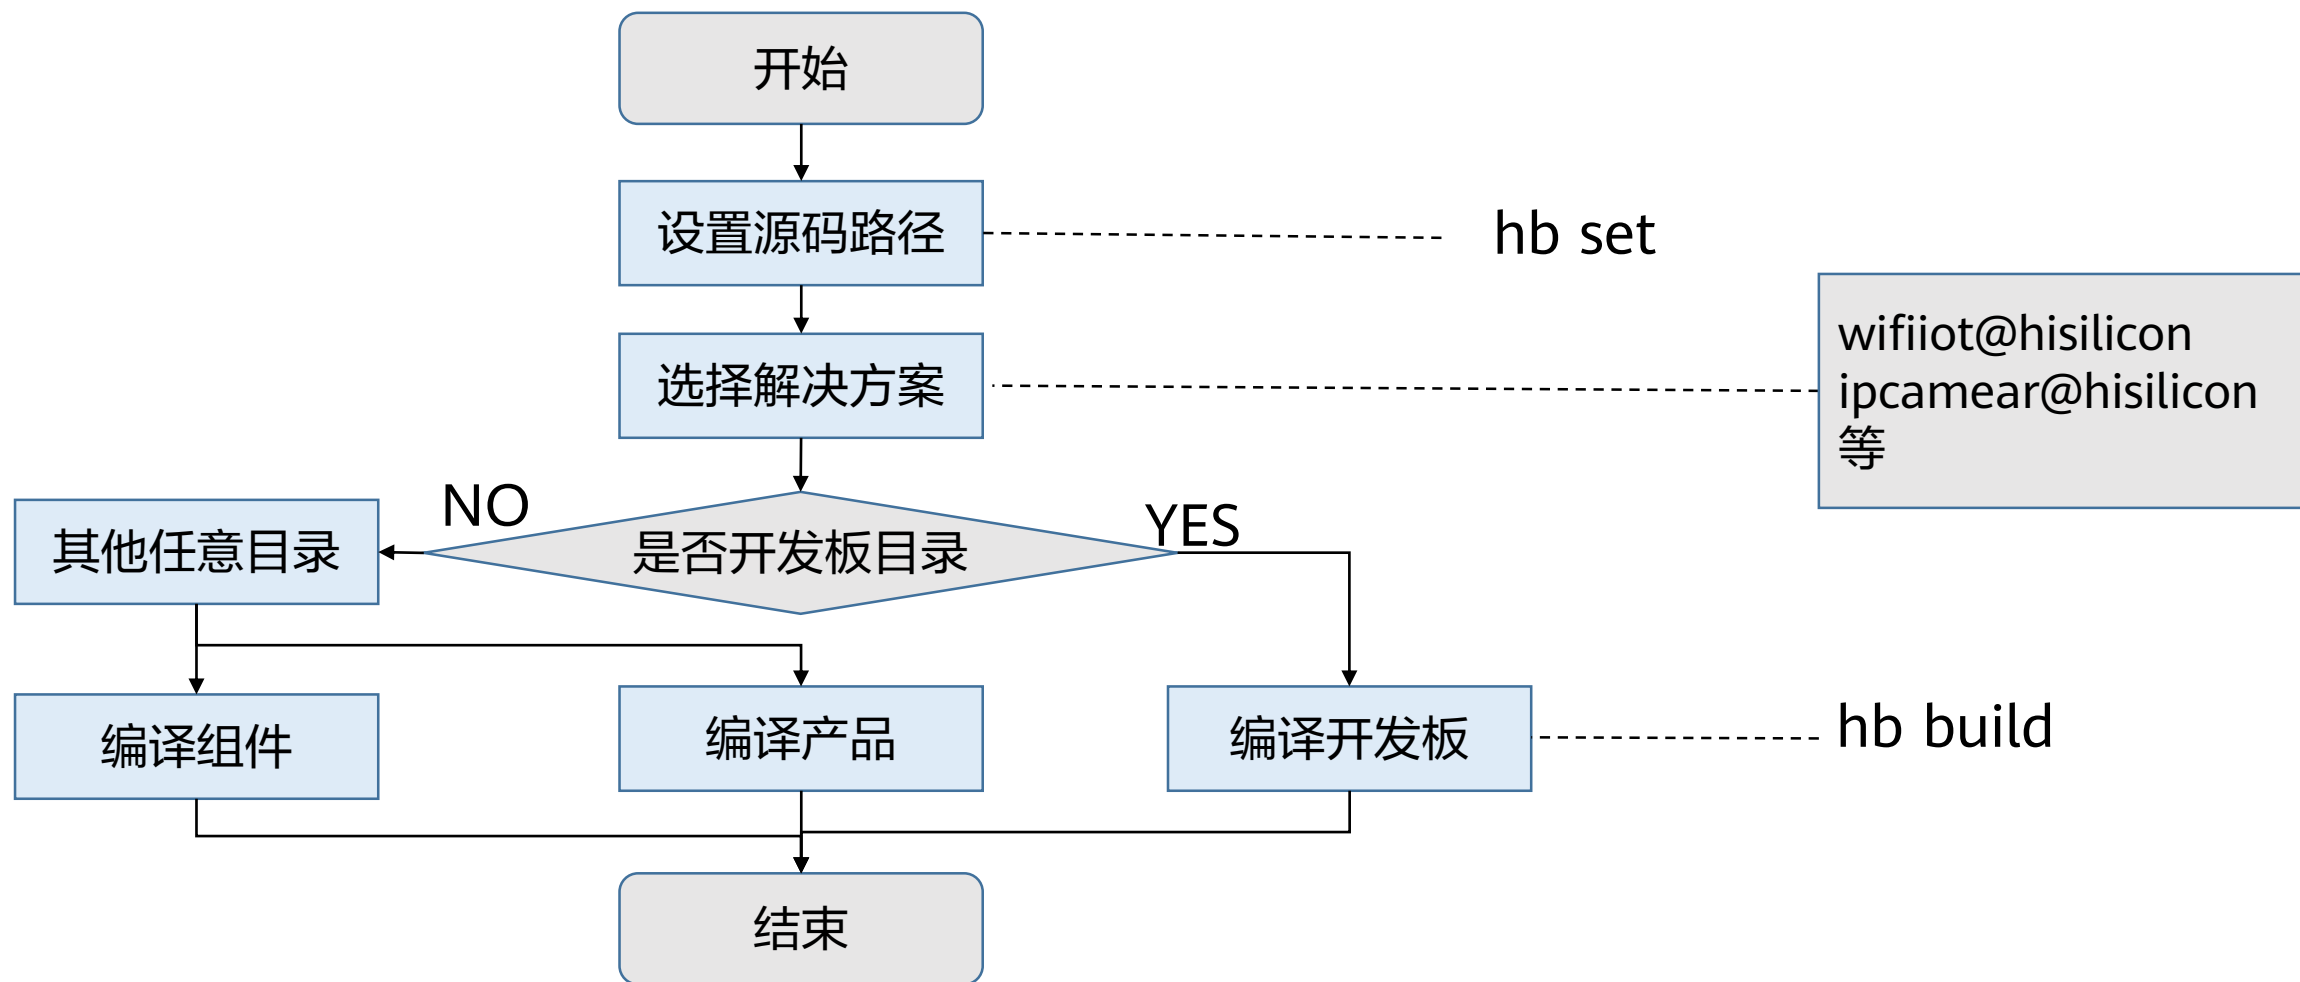 开始
设置源码路径
hb set
选择解决方案
wifiiot@hisilicon
ipcamear@hisilicon
等
NO
YES
其他任意目录
是否开发板目录
编译组件
编译产品
编译开发板
hb build
结束